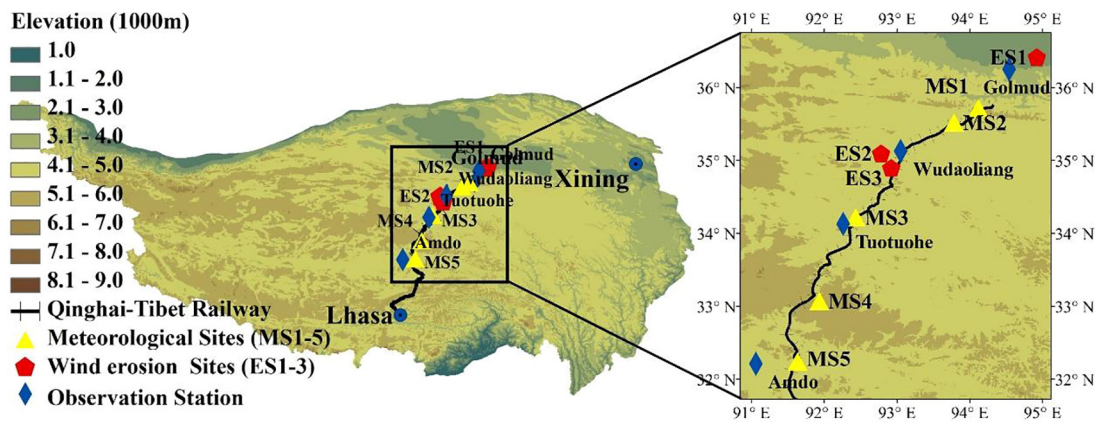 Elevation (1000m)
1.0
1.1 - 2.0
2.1 - 3.0
3.1 - 4.0
4.1 - 5.0
5.1 - 6.0
6.1 - 7.0
7.1 - 8.0
8.1 - 9.0
Qinghai-Tibet Railway
Meteorological Sites (MS1-5)
Wind erosion Sites (ES1-3)
Observation Station
ES1
Golmud
Golmud
MS2
Wudaoliang
ES2
Tuotuohe
MS4
MS3
Amdo
MS5
Xining
Lhasa
91° E 92° E 93° E 94° E 95° E
36° N
35° N
34° N
33° N
32° N
ES1
Golmud
MS1
MS2
ES2
ES3
Wudaoliang
MS3
Tuotuohe
MS4
MS5
Amdo
36° N
35° N
34° N
33° N
32° N
91° E 92° E 93° E 94° E 95° E